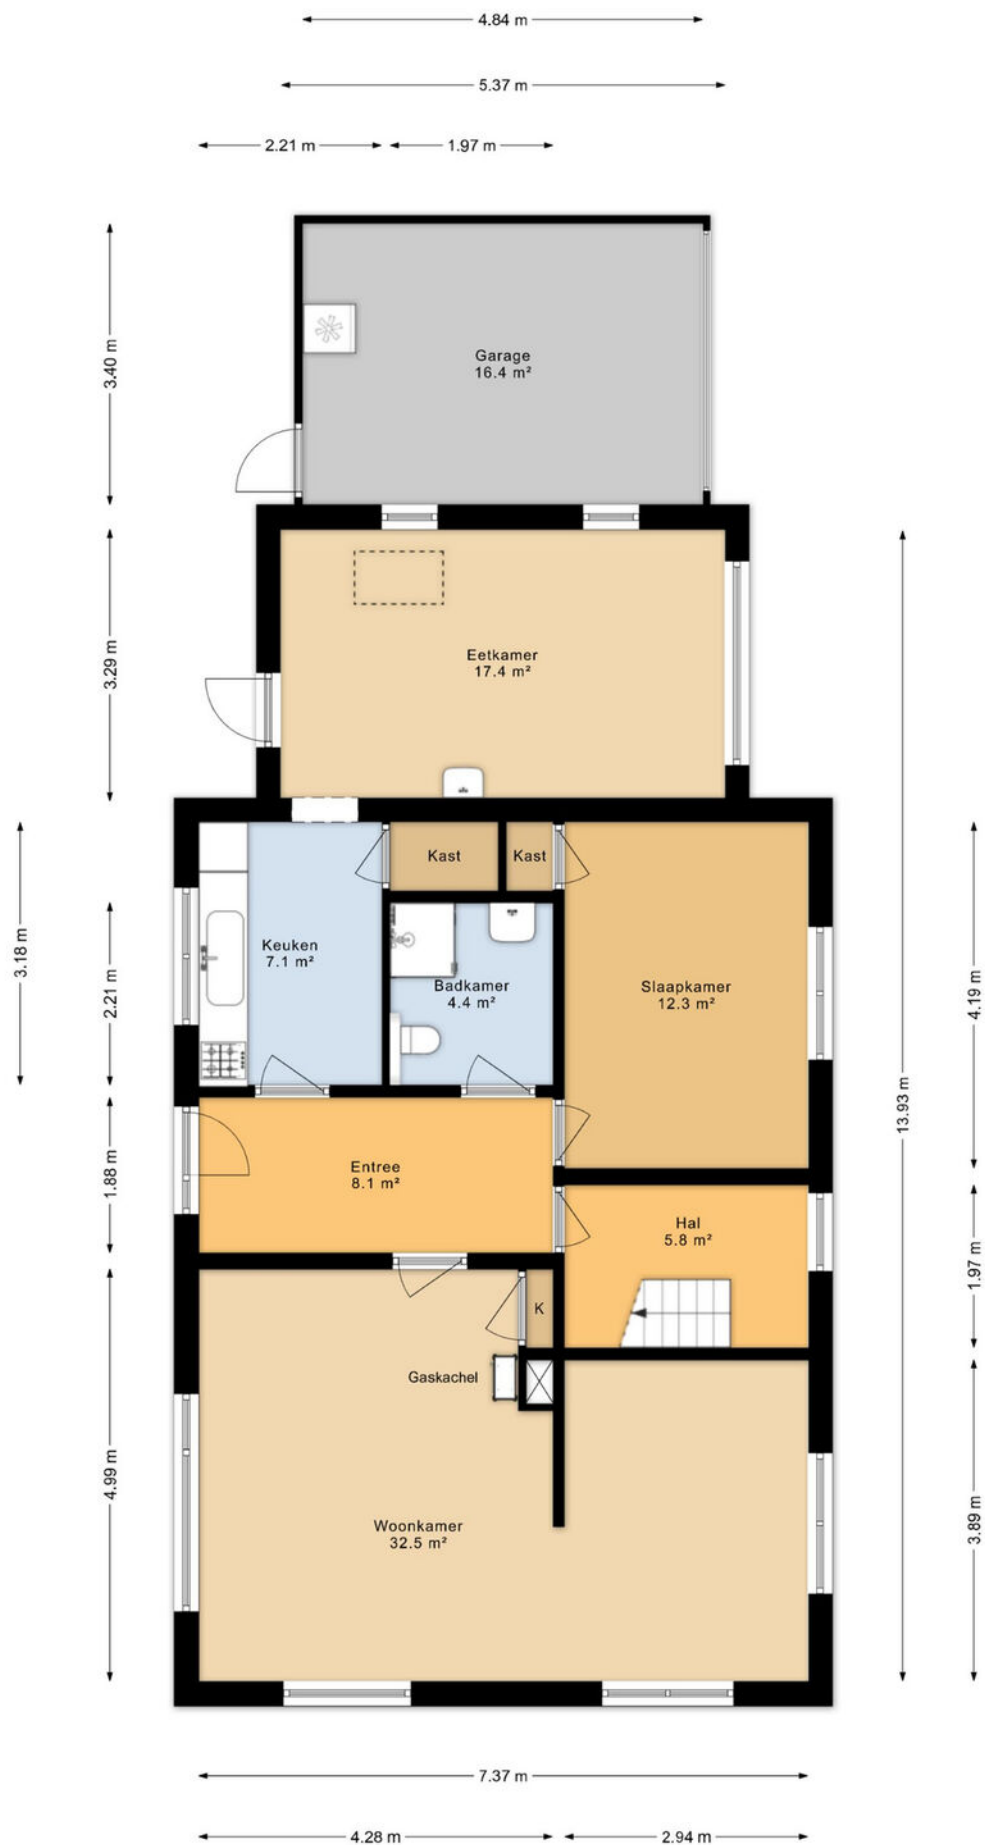 4.84 m
5.37 m
2.21 m
1.97 m
3.40 m
Garage
16.4 m²
3.29 m
Eetkamer
17.4 m²
13.93 m
3.18 m
2.21 m
4.19 m
Kast
Kast
Keuken
7.1 m²
Badkamer
4.4 m²
Slaapkamer
12.3 m²
1.88 m
Entree
8.1 m²
Hal
5.8 m²
1.97 m
K
Gaskachel
4.99 m
Woonkamer
32.5 m²
3.89 m
7.37 m
4.28 m
2.94 m